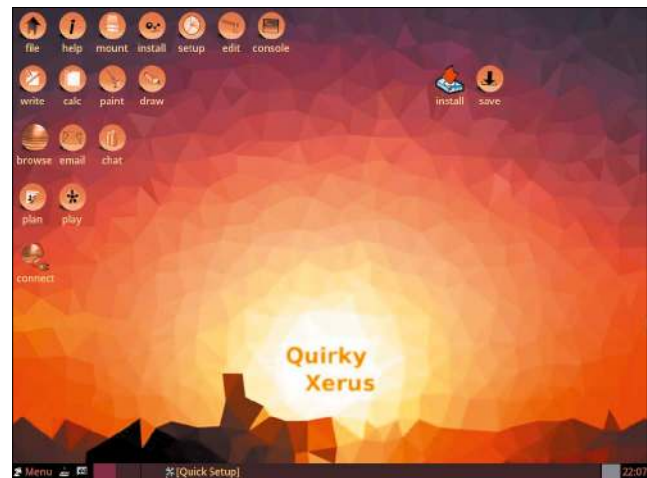 file help mount install setup edit console
write calc paint draw install save
browse email chat
plan play
connect
Quirky
Xerus
Menu [Quick Setup] 22:07